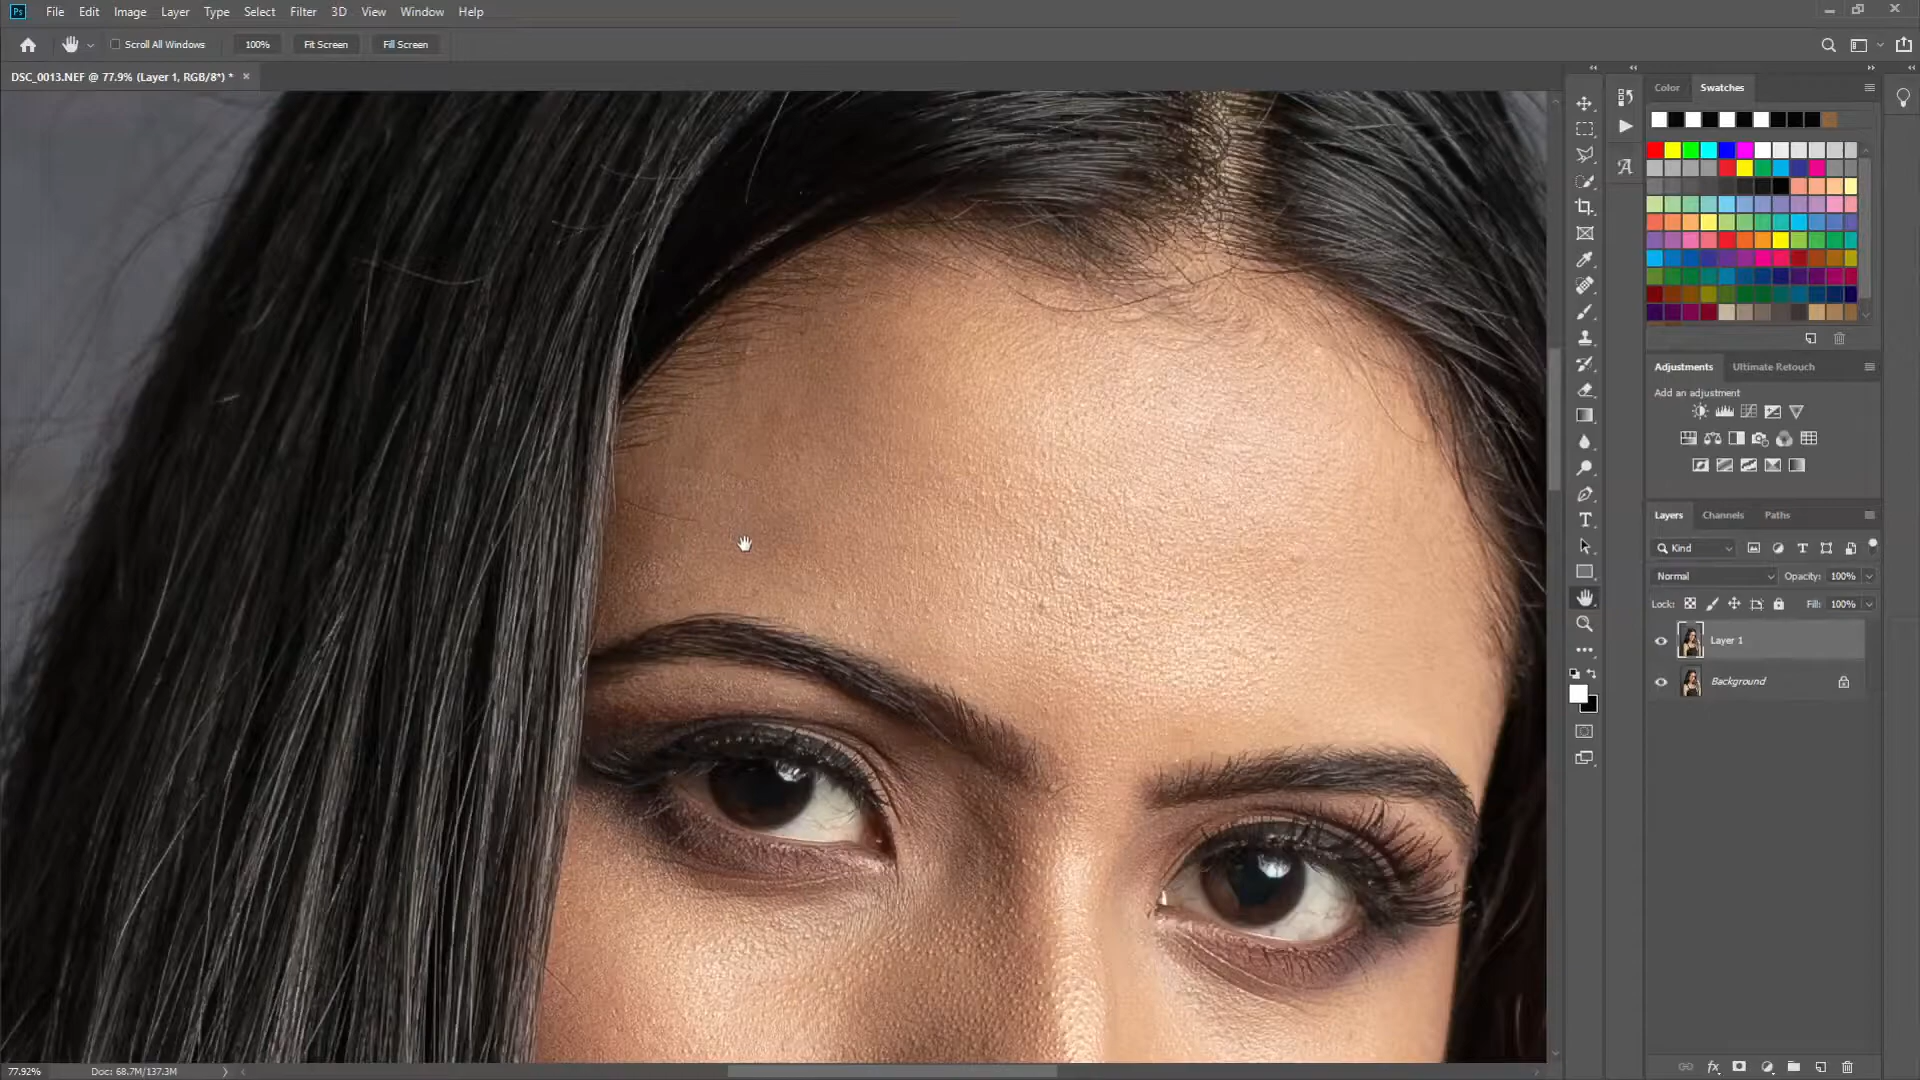 Ps File Edit Image Layer Type Select Filter 3D View Window Help
Scroll All Windows 100% Fit Screen Fill Screen
DSC_0013.NEF @ 77.9% (Layer 1, RGB/8*) * ×
Color Swatches
Adjustments Ultimate Retouch
Add an adjustment
Layers Channels Paths
Kind
Normal Opacity: 100%
Lock: Fill: 100%
Layer 1
Background
fx
77.92% Doc: 68.7M/137.3M